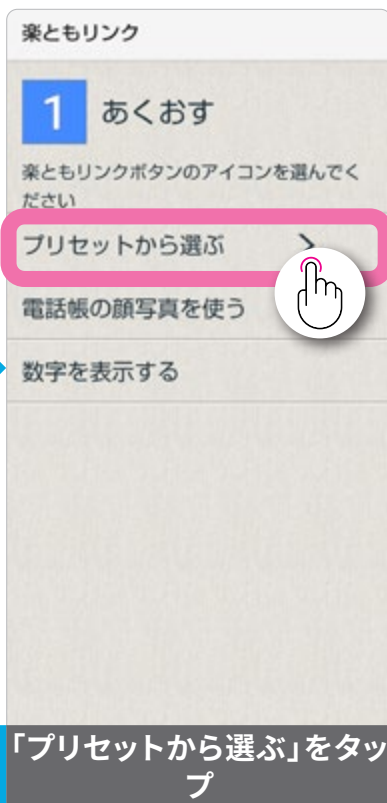 楽ともリンク
1 あくおす
楽ともリンクボタンのアイコンを選んでく
ださい
プリセットから選ぶ
電話帳の顔写真を使う
数字を表示する
「プリセットから選ぶ」をタッ
プ